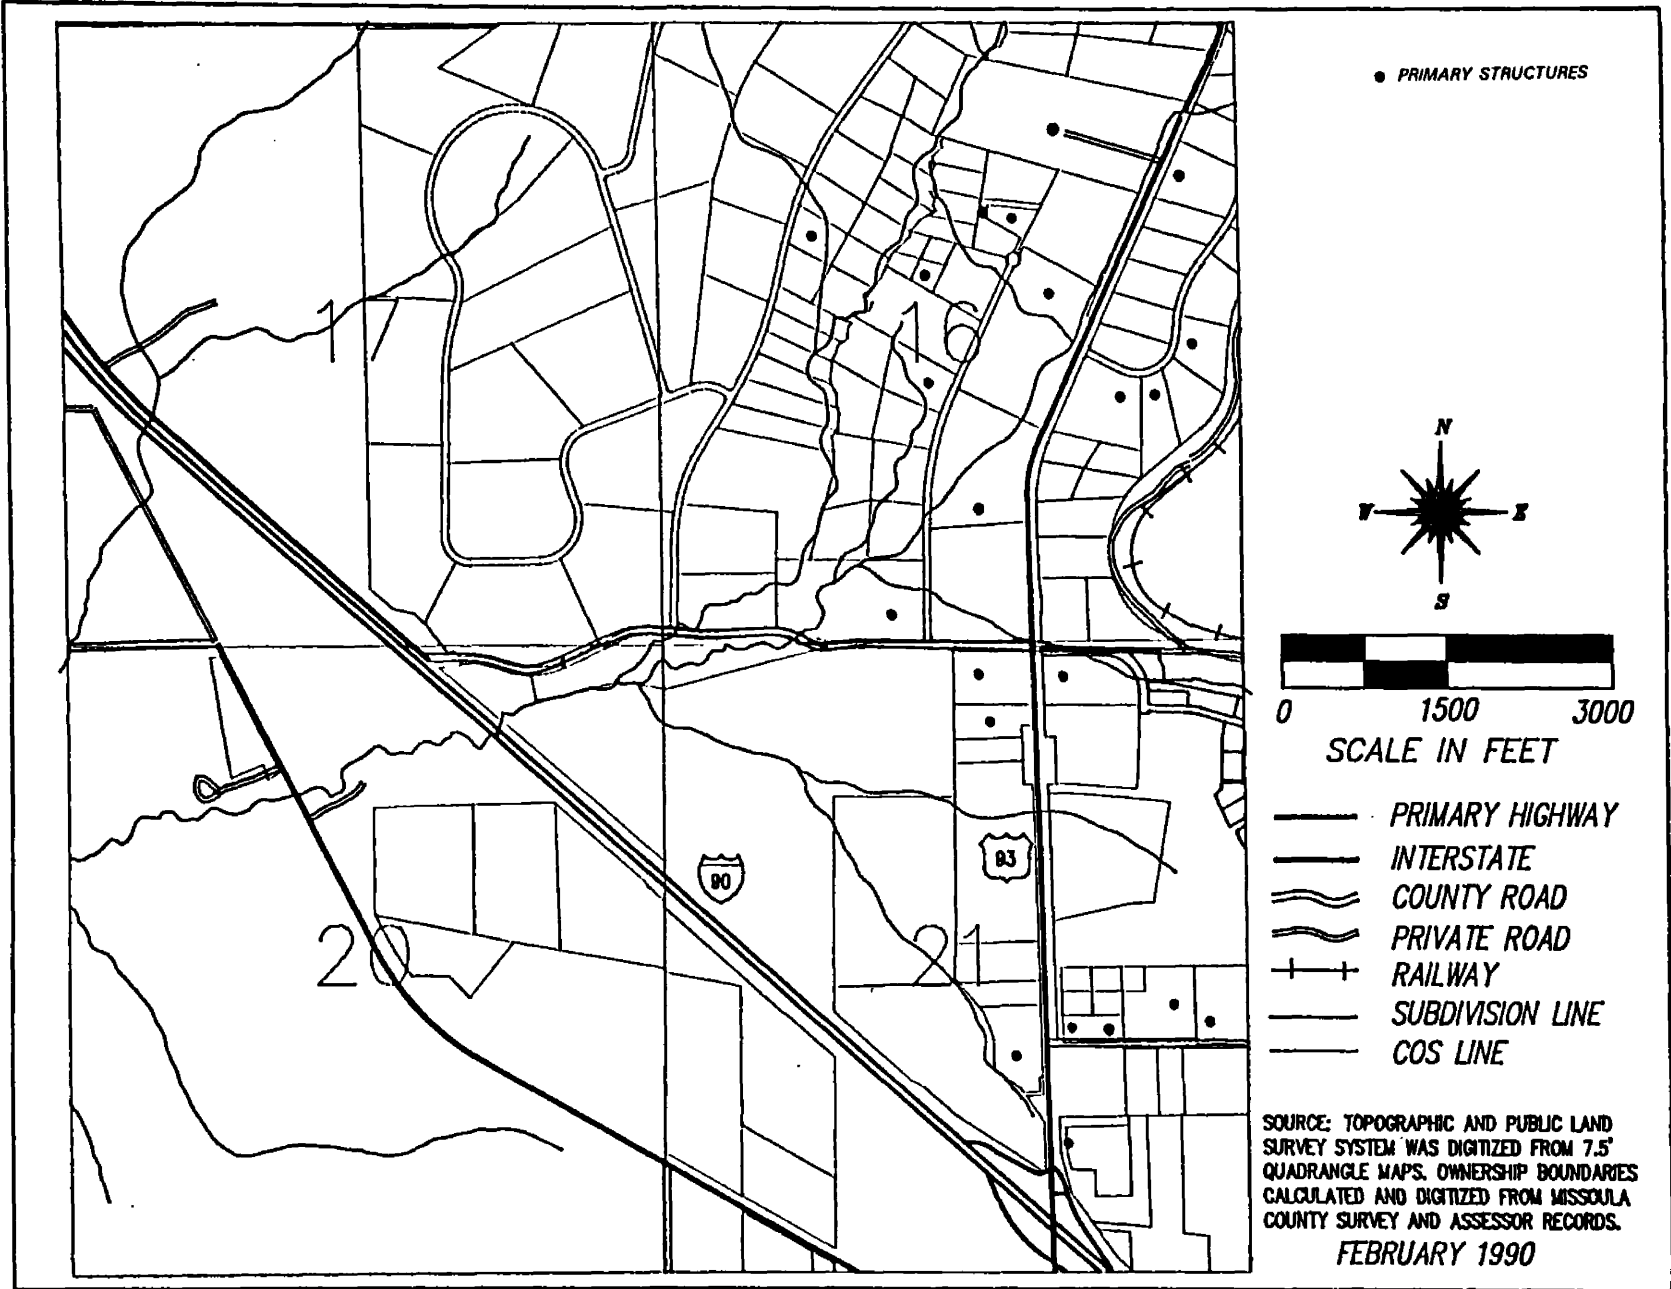 PRIMARY STRUCTURES
17
16
N
W
E
S
0 1500 3000
SCALE IN FEET
PRIMARY HIGHWAY
INTERSTATE
COUNTY ROAD
PRIVATE ROAD
RAILWAY
SUBDIVISION LINE
COS LINE
90
93
20
21
SOURCE: TOPOGRAPHIC AND PUBLIC LAND
SURVEY SYSTEM WAS DIGITIZED FROM 7.5'
QUADRANGLE MAPS. OWNERSHIP BOUNDARIES
CALCULATED AND DIGITIZED FROM MISSOULA
COUNTY SURVEY AND ASSESSOR RECORDS.
FEBRUARY 1990